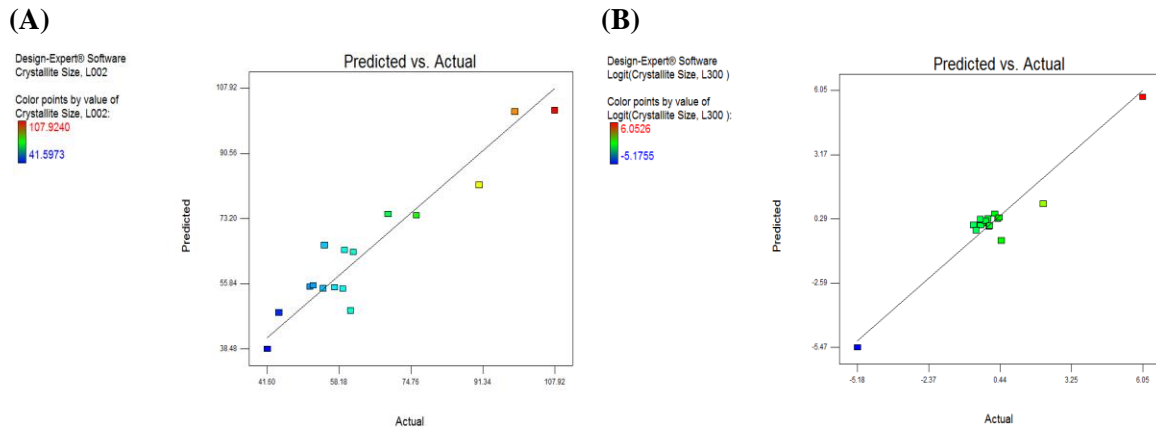 (A)
Design-Expert® Software
Crystallite Size, L002
Color points by value of
Crystallite Size, L002:
107.9240
41.5973
Predicted vs. Actual
107.92
90.56
73.20
55.84
38.48
Predicted
41.60
58.18
74.76
91.34
107.92
Actual
(B)
Design-Expert® Software
Logit(Crystallite Size, L300 )
Color points by value of
Logit(Crystallite Size, L300 ):
6.0526
-5.1755
Predicted vs. Actual
6.05
3.17
0.29
-2.59
-5.47
Predicted
-5.18
-2.37
0.44
3.25
6.05
Actual